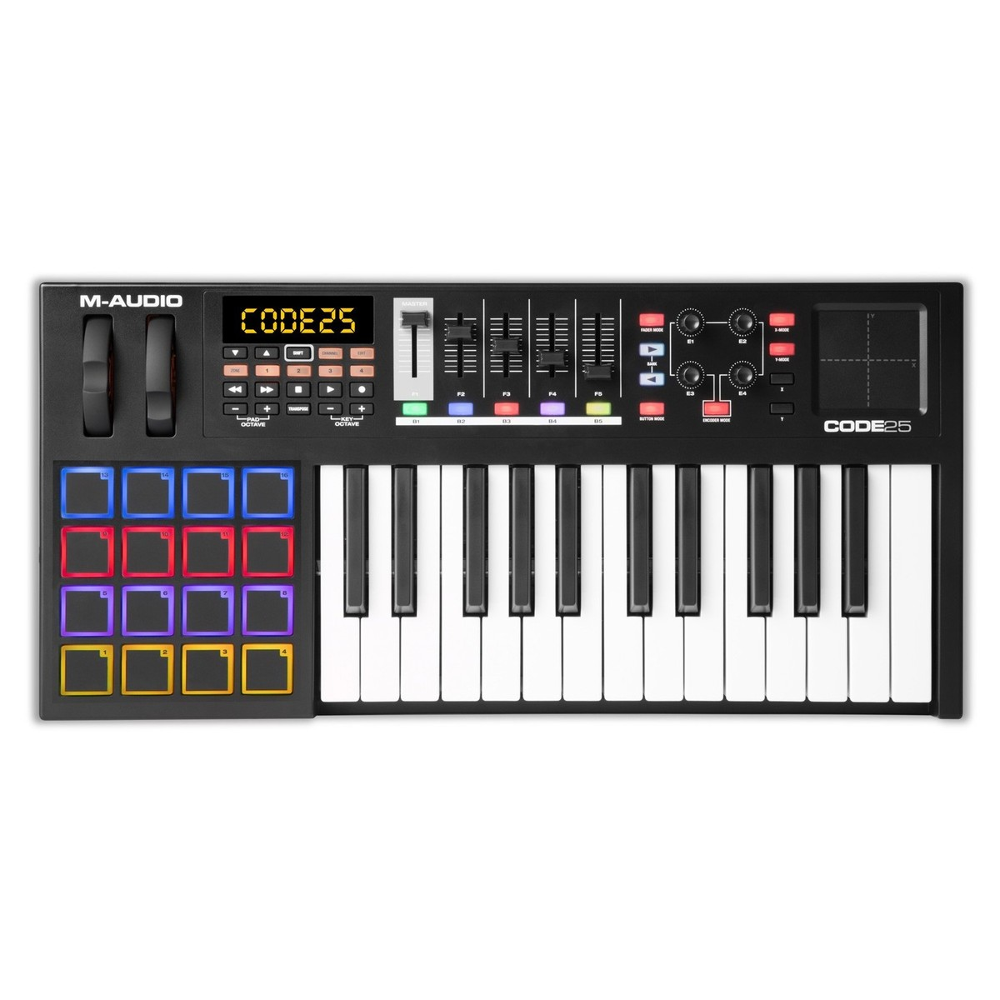 M-AUDIO
CODE25
SHIFT
CHANNEL
EDIT
ZONE
1
2
3
4
TRANSPOSE
PAD
OCTAVE
KEY
OCTAVE
MASTER
F1
F2
F3
F4
F5
B1
B2
B3
B4
B5
FADER MODE
BANK
BUTTON MODE
E1
E2
E3
E4
ENCODER MODE
X-MODE
Y-MODE
X
Y
Y
X
CODE25
13
14
15
16
9
10
11
12
5
6
7
8
1
2
3
4